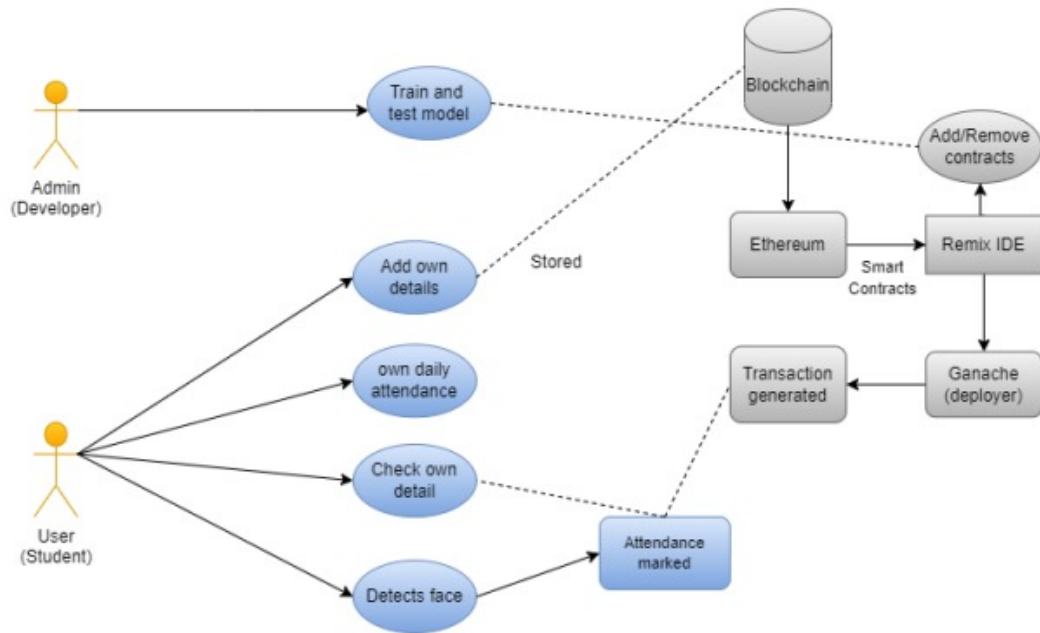 Blockchain
Train and
test model
Add/Remove
contracts
Admin
(Developer)
Ethereum
Remix IDE
Smart
Contracts
Add own
details
Stored
own daily
attendance
Transaction
generated
Ganache
(deployer)
Check own
detail
User
(Student)
Attendance
marked
Detects face